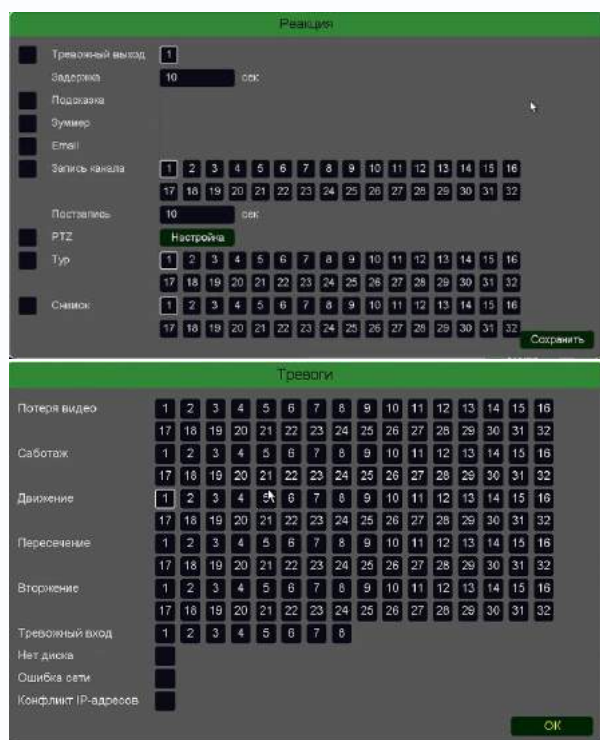 Реакция
Тревожный выход 1
Задержка 10 сек
Подсказка
Зуммер
Email
Запись канала 1 2 3 4 5 6 7 8 9 10 11 12 13 14 15 16
17 18 19 20 21 22 23 24 25 26 27 28 29 30 31 32
Постзапись 10 сек
PTZ Настройка
Тур 1 2 3 4 5 6 7 8 9 10 11 12 13 14 15 16
17 18 19 20 21 22 23 24 25 26 27 28 29 30 31 32
Снимок 1 2 3 4 5 6 7 8 9 10 11 12 13 14 15 16
17 18 19 20 21 22 23 24 25 26 27 28 29 30 31 32
Сохранить
Тревоги
Потеря видео 1 2 3 4 5 6 7 8 9 10 11 12 13 14 15 16
17 18 19 20 21 22 23 24 25 26 27 28 29 30 31 32
Саботаж 1 2 3 4 5 6 7 8 9 10 11 12 13 14 15 16
17 18 19 20 21 22 23 24 25 26 27 28 29 30 31 32
Движение 1 2 3 4 5 6 7 8 9 10 11 12 13 14 15 16
17 18 19 20 21 22 23 24 25 26 27 28 29 30 31 32
Пересечение 1 2 3 4 5 6 7 8 9 10 11 12 13 14 15 16
17 18 19 20 21 22 23 24 25 26 27 28 29 30 31 32
Вторжение 1 2 3 4 5 6 7 8 9 10 11 12 13 14 15 16
17 18 19 20 21 22 23 24 25 26 27 28 29 30 31 32
Тревожный вход 1 2 3 4 5 6 7 8
Нет диска
Ошибка сети
Конфликт IP-адресов
OK